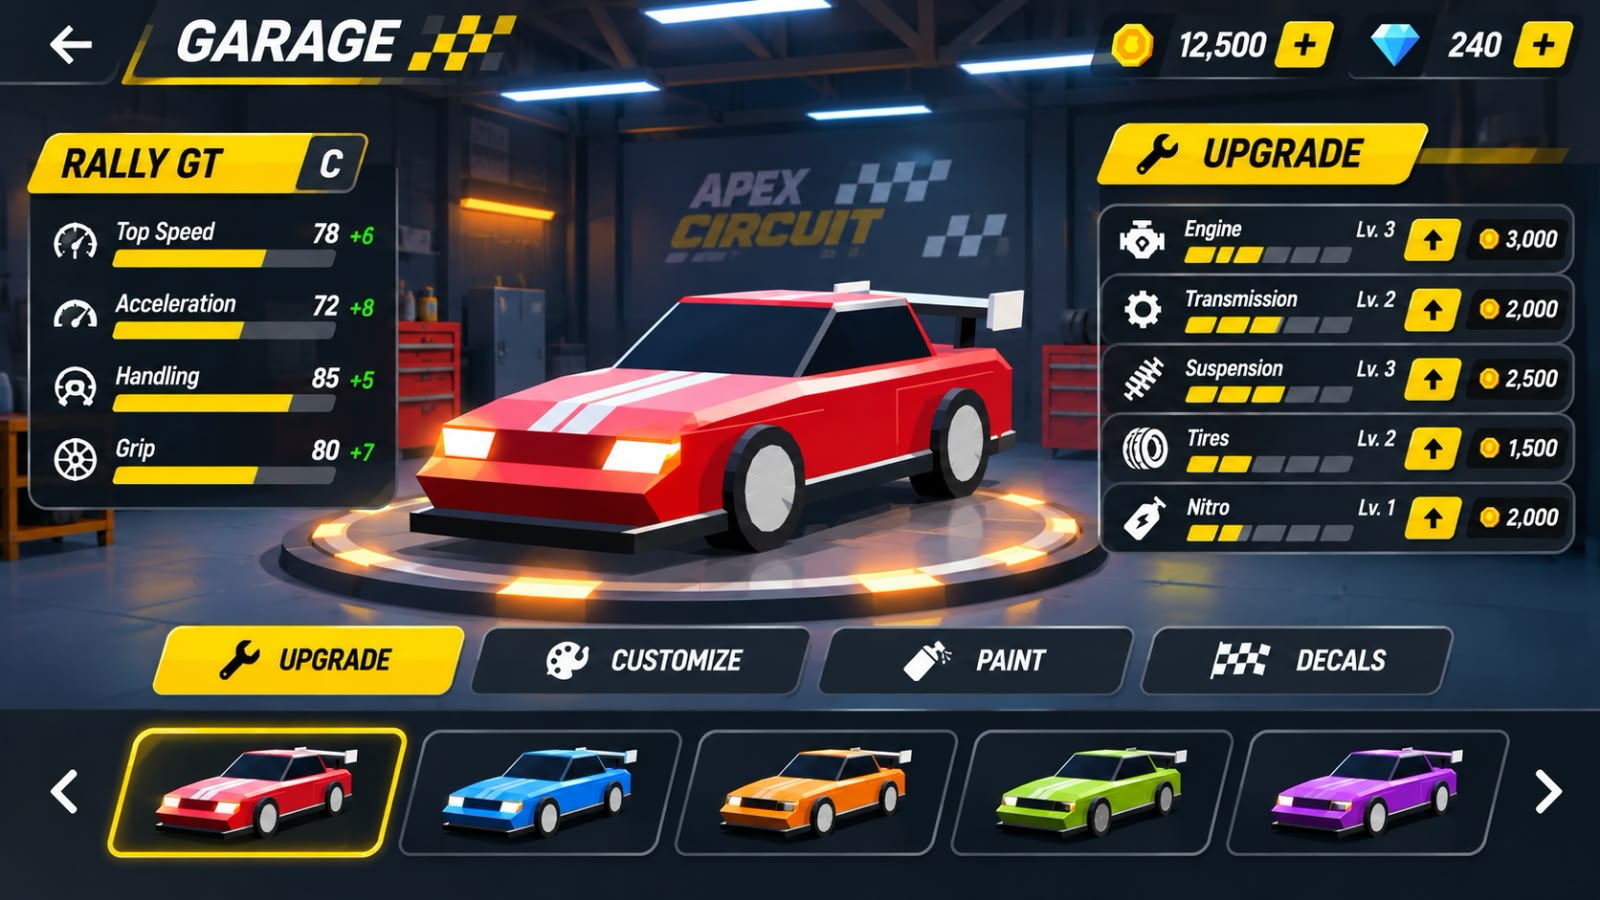 GARAGE
12,500 +
240 +
RALLY GT C
Top Speed 78 +6
Acceleration 72 +8
Handling 85 +5
Grip 80 +7
APEX
CIRCUIT
UPGRADE
Engine Lv. 3 3,000
Transmission Lv. 2 2,000
Suspension Lv. 3 2,500
Tires Lv. 2 1,500
Nitro Lv. 1 2,000
UPGRADE
CUSTOMIZE
PAINT
DECALS